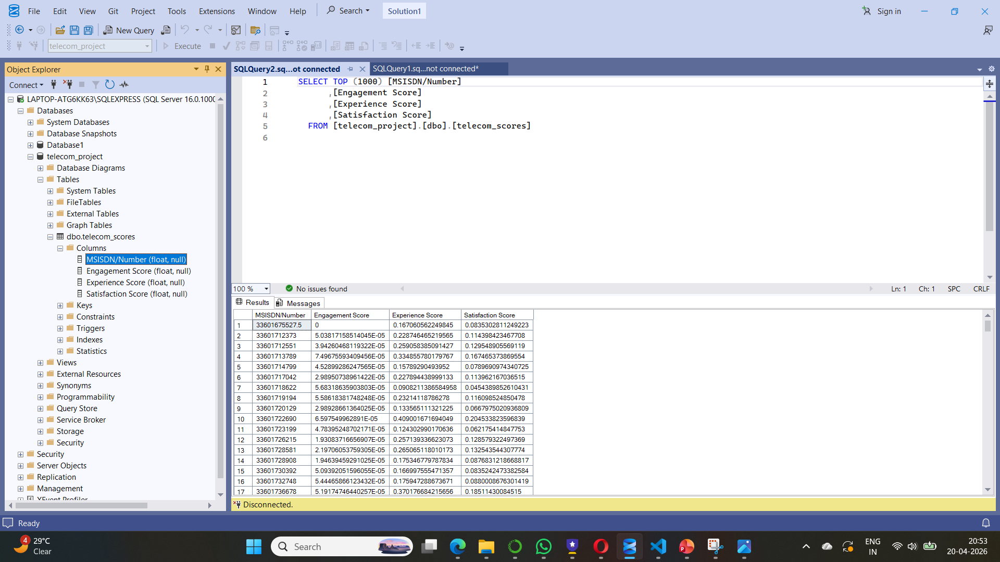 File Edit View Git Project Tools Extensions Window Help Search Solution1 Sign in
New Query
telecom_project Execute
Object Explorer
Connect
LAPTOP-ATG6KK63\SQLEXPRESS (SQL Server 16.0.1000
Databases
System Databases
Database Snapshots
Database1
telecom_project
Database Diagrams
Tables
System Tables
FileTables
External Tables
Graph Tables
dbo.telecom_scores
Columns
MSISDN/Number (float, null)
Engagement Score (float, null)
Experience Score (float, null)
Satisfaction Score (float, null)
Keys
Constraints
Triggers
Indexes
Statistics
Views
External Resources
Synonyms
Programmability
Query Store
Service Broker
Storage
Security
Security
Server Objects
Replication
Management
XEvent Profiler
SQLQuery2.sq...ot connected SQLQuery1.sq...not connected*
1 SELECT TOP (1000) [MSISDN/Number]
2 ,[Engagement Score]
3 ,[Experience Score]
4 ,[Satisfaction Score]
5 FROM [telecom_project].[dbo].[telecom_scores]
6
100 % No issues found Ln: 1 Ch: 1 SPC CRLF
Results Messages
MSISDN/Number Engagement Score Experience Score Satisfaction Score
1 33601675527.5 0 0.167060562249845 0.0835302811249223
2 33601712373 5.03817158514045E-05 0.228746465219565 0.114398423467708
3 33601712551 3.94260468119322E-05 0.259058385091427 0.129548905569119
4 33601713789 7.49675593409456E-05 0.334855780179767 0.167465373869554
5 33601714799 4.52899286247565E-05 0.15789290493952 0.0789690974340725
6 33601717042 2.98950738961422E-05 0.227894438999133 0.113962167036515
7 33601718622 5.68318635903803E-05 0.0908211386584958 0.0454389852610431
8 33601719194 5.58618381748248E-05 0.23214118786278 0.116098524850478
9 33601720129 2.98928661364025E-05 0.133565111321225 0.0667975020936809
10 33601722690 6.597549962891E-05 0.409001671694049 0.204533823596839
11 33601723199 4.78395248702171E-05 0.124302990170636 0.062175414847753
12 33601726215 1.93083716656907E-05 0.257139336623073 0.128579322497369
13 33601728581 2.19706053759305E-05 0.265065118010173 0.132543544307774
14 33601728908 1.94639459291025E-05 0.175346779787834 0.0876831218668817
15 33601730392 5.09392051596055E-05 0.166997555471357 0.0835242473382584
16 33601732748 5.44465866123432E-05 0.175947288673671 0.0880008676301419
17 33601736678 5.19174746440257E-05 0.370176684215656 0.18511430084515
Disconnected.
Ready
4 29°C
Clear
Search
ENG
IN
20:53
20-04-2026